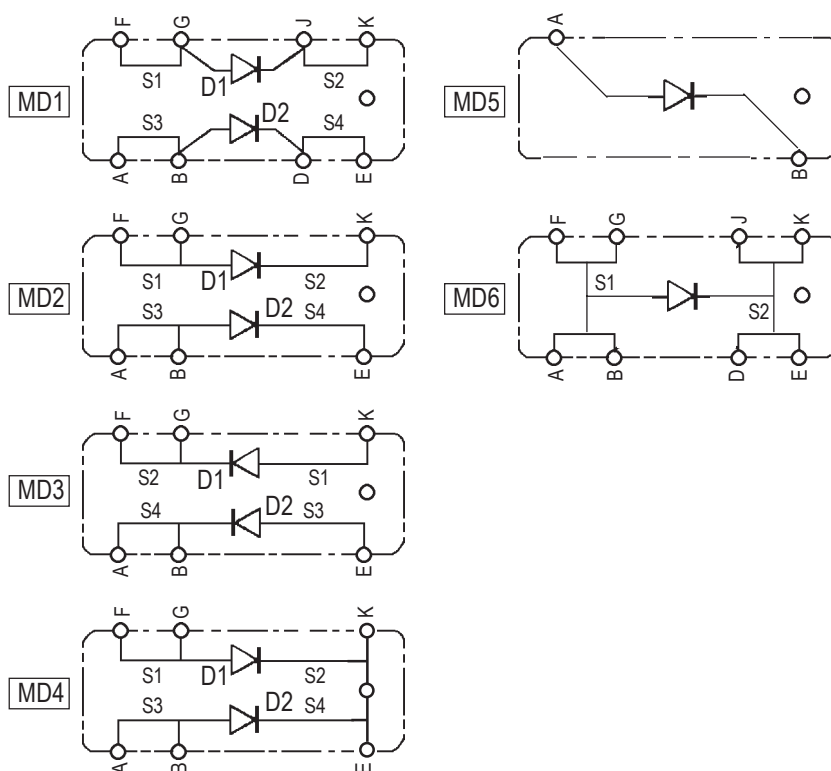 F G J K
S1 D1 S2
MD1
S3 D2 S4
A B D E
F G K
S1 D1 S2
MD2
S3 D2 S4
A B E
F G K
S2 D1 S1
MD3
S4 D2 S3
A B E
F G K
S1 D1 S2
MD4
S3 D2 S4
A B E
A
MD5
B
F G J K
S1
MD6
S2
A B D E